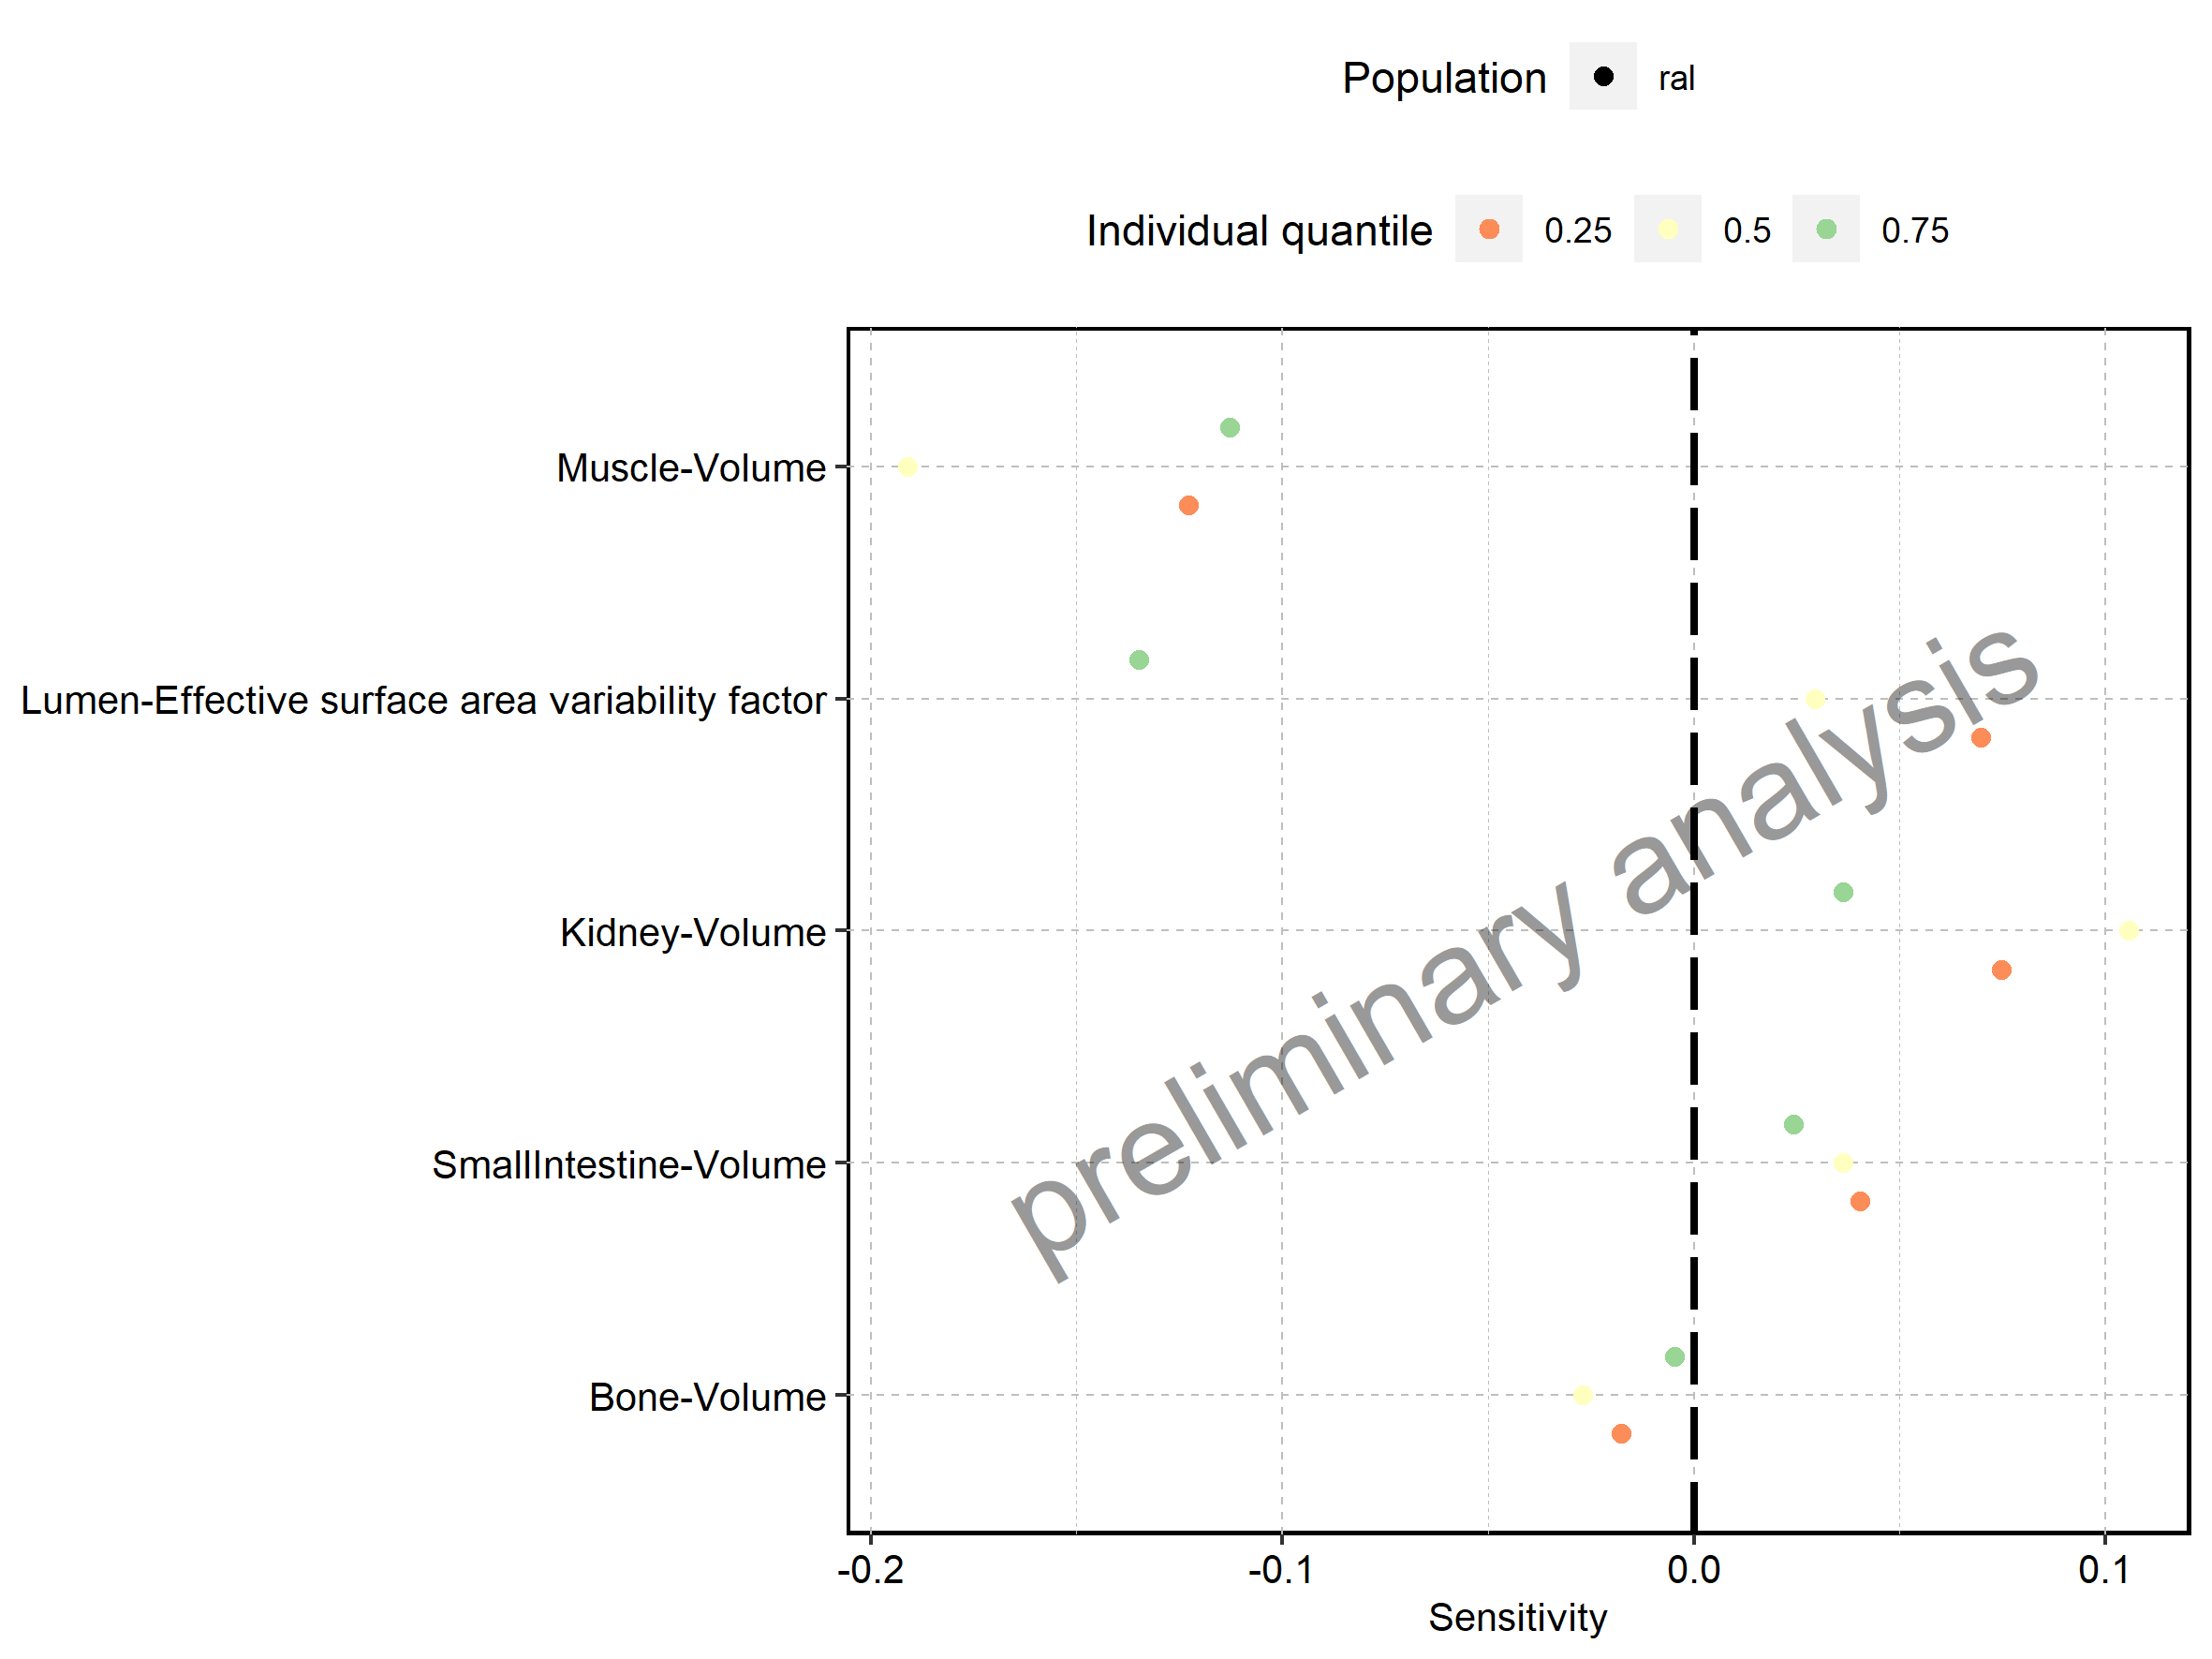 Population ral
Individual quantile 0.25 0.5 0.75
Muscle-Volume
Lumen-Effective surface area variability factor
Kidney-Volume
SmallIntestine-Volume
Bone-Volume
preliminary analysis
-0.2 -0.1 0.0 0.1
Sensitivity